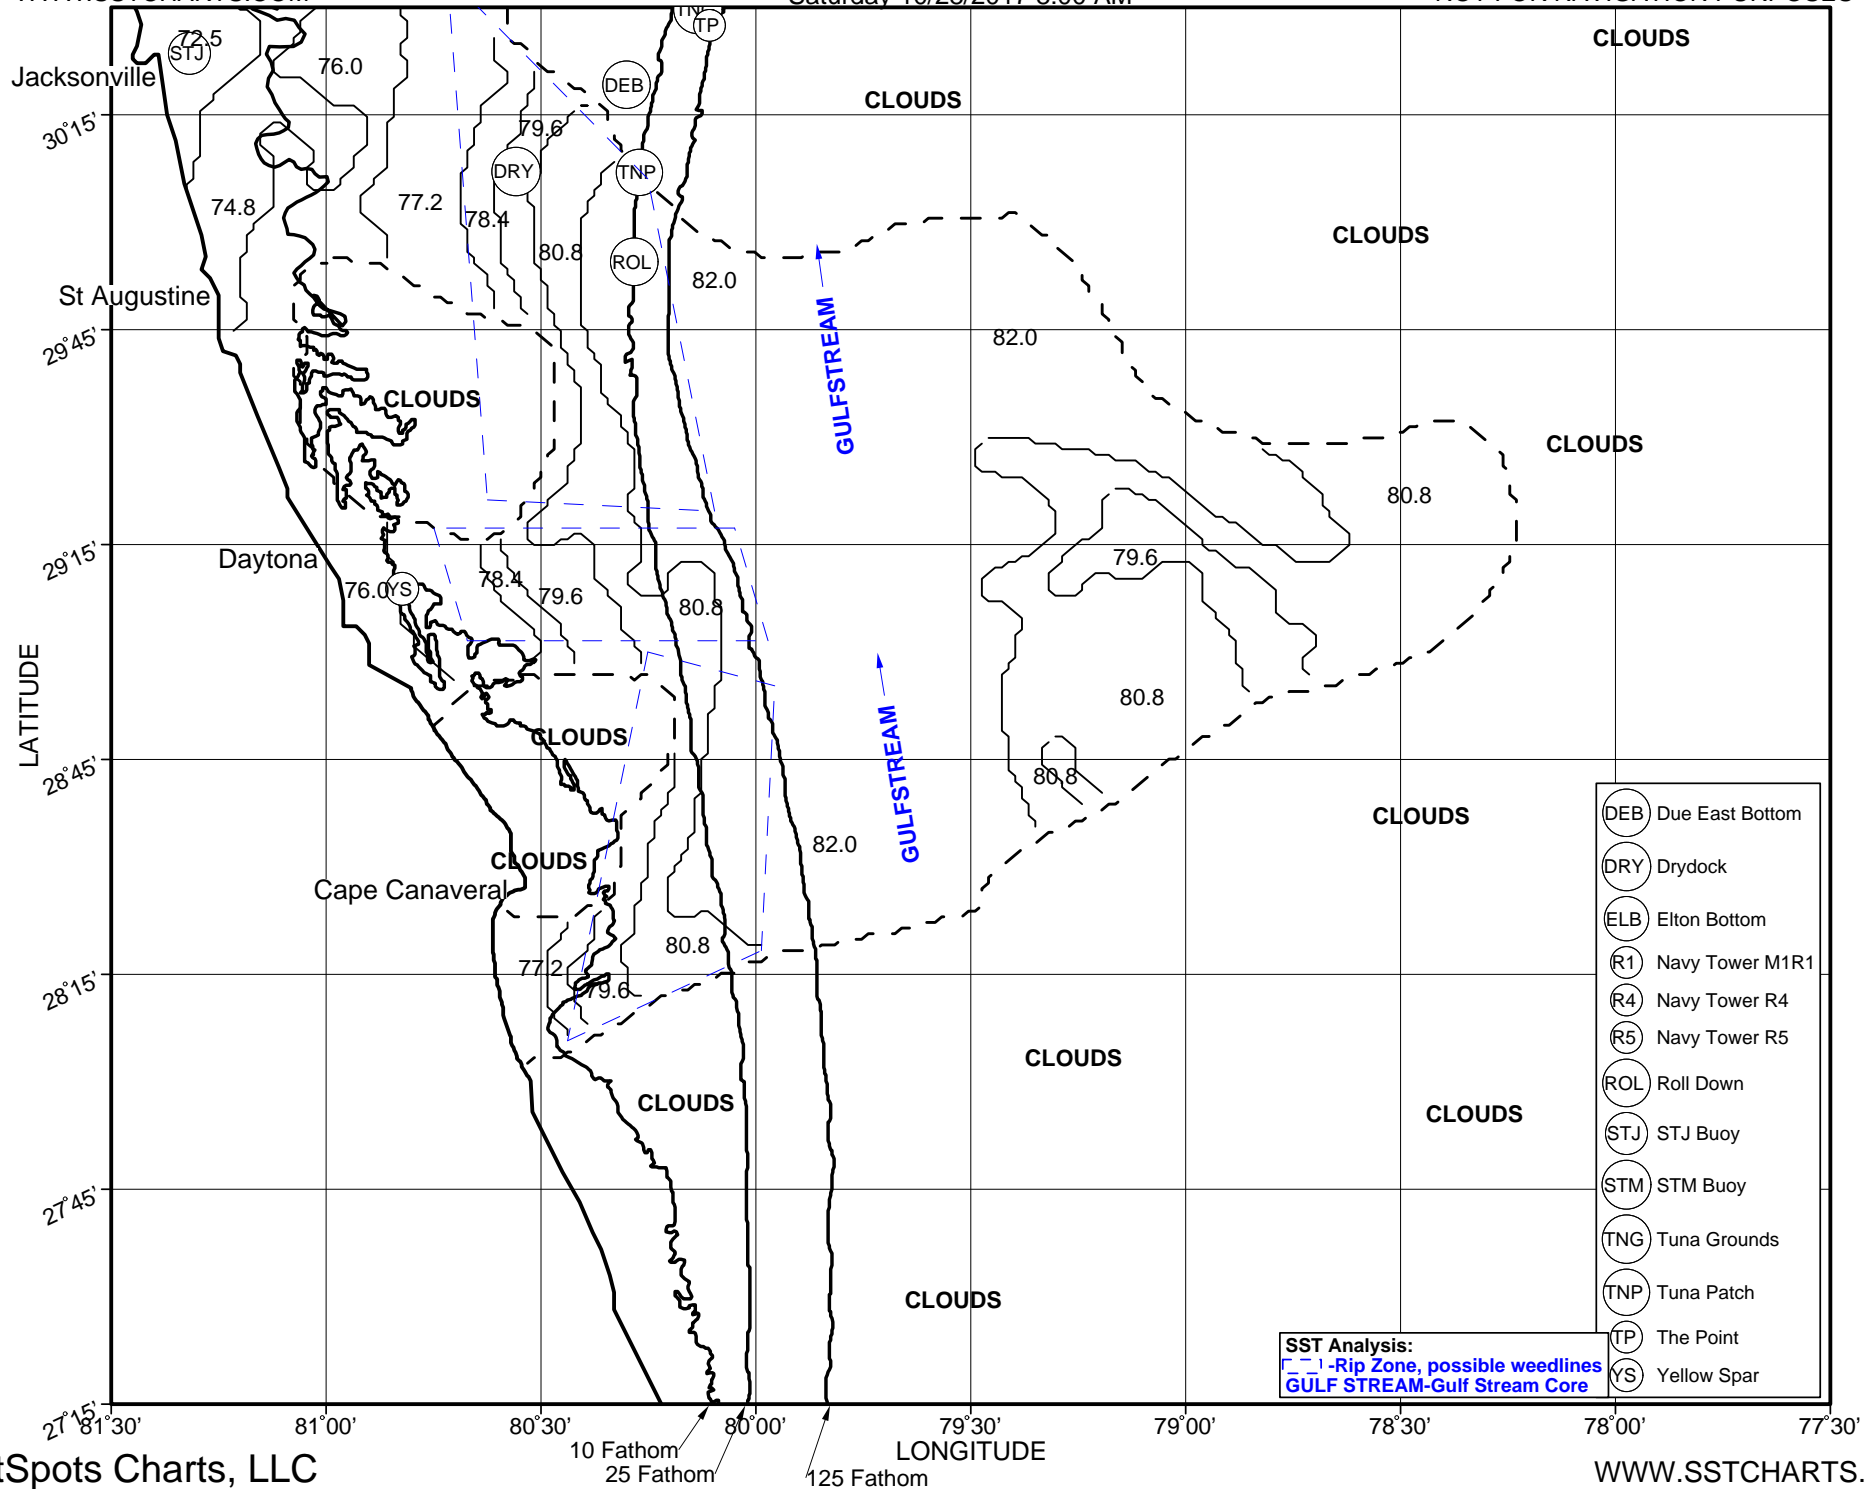 72.5
STJ
Jacksonville
76.0
DEB
TP
CLOUDS
CLOUDS
30°15'
79.6
DRY
TNP
74.8
77.2
78.4
80.8
ROL
82.0
CLOUDS
St Augustine
29°45'
GULFSTREAM
82.0
CLOUDS
CLOUDS
80.8
29°15'
Daytona
76.0
YS
78.4
79.6
80.8
79.6
LATITUDE
80.8
CLOUDS
28°45'
GULFSTREAM
80.8
82.0
CLOUDS
CLOUDS
Cape Canaveral
80.8
77.2
79.6
28°15'
CLOUDS
CLOUDS
CLOUDS
27°45'
CLOUDS
DEB Due East Bottom
DRY Drydock
ELB Elton Bottom
R1 Navy Tower M1R1
R4 Navy Tower R4
R5 Navy Tower R5
ROL Roll Down
STJ STJ Buoy
STM STM Buoy
TNG Tuna Grounds
TNP Tuna Patch
TP The Point
YS Yellow Spar
SST Analysis:
-Rip Zone, possible weedlines
GULF STREAM-Gulf Stream Core
27°15'
81°30' 81°00' 80°30' 80°00' 79°30' 79°00' 78°30' 78°00' 77°30'
10 Fathom
25 Fathom
125 Fathom
LONGITUDE
tSpots Charts, LLC
WWW.SSTCHARTS.